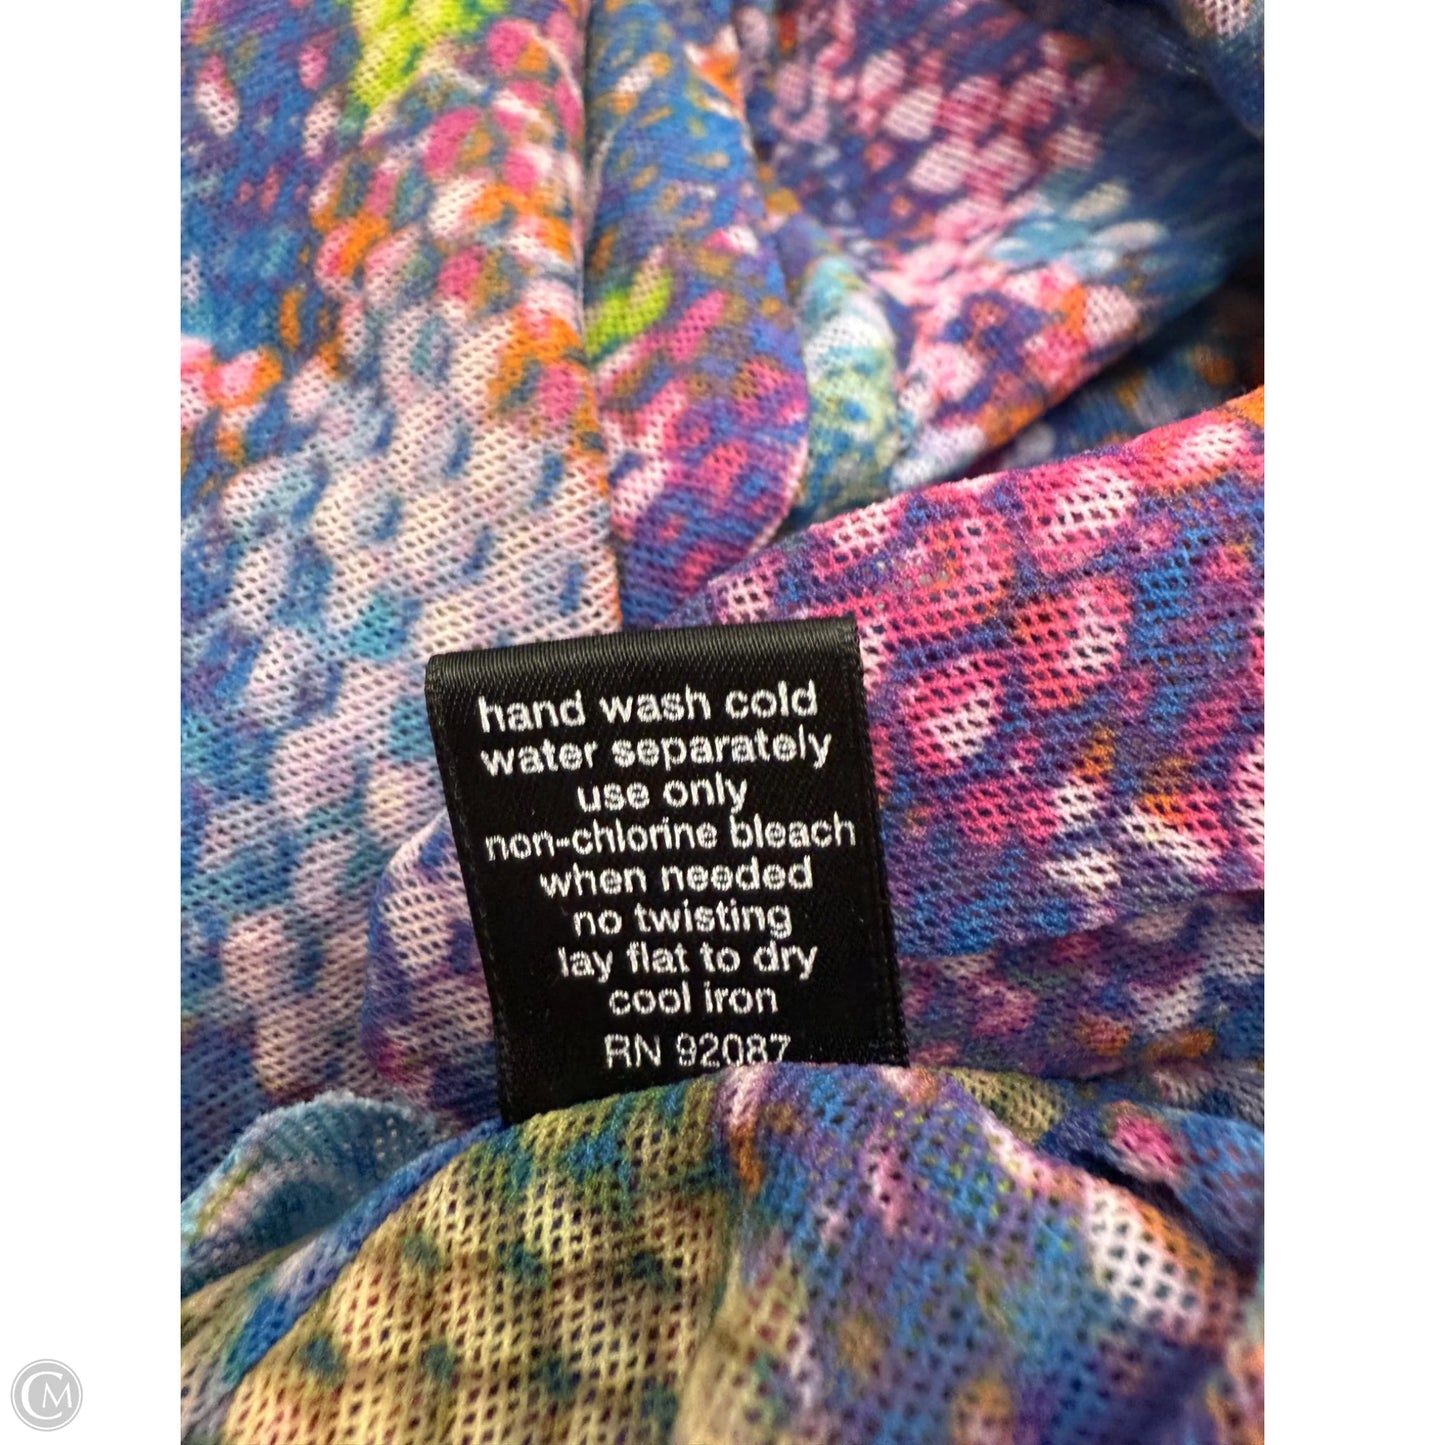 hand wash cold
water separately
use only
non-chlorine bleach
when needed
no twisting
lay flat to dry
cool iron
RN 92087
CM